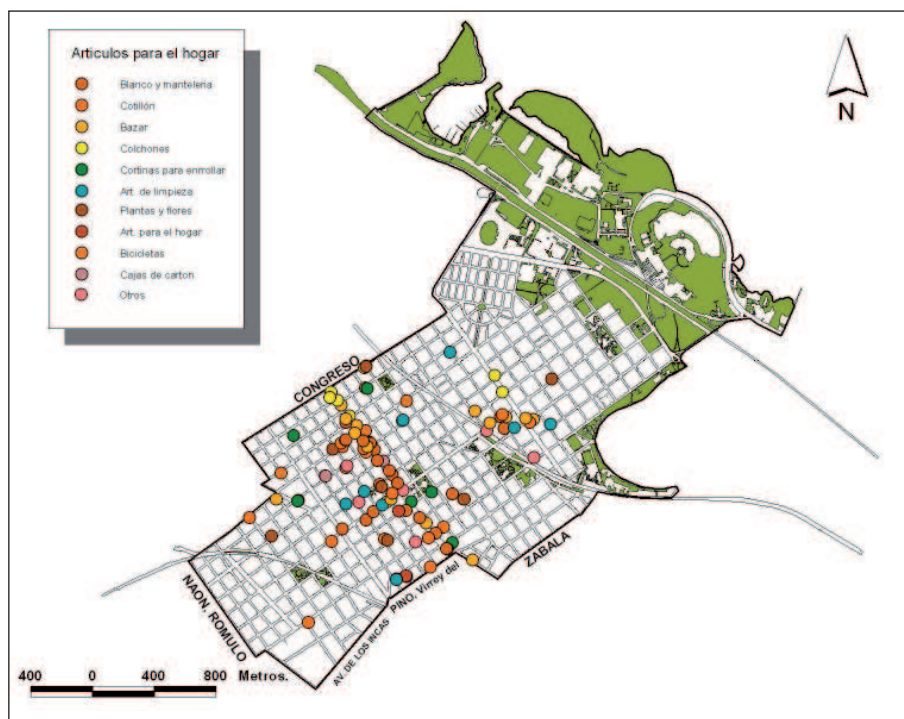 Articulos para el hogar
Blanco y manteleria
Cotillón
Bazar
Colchones
Cortinas para enrrollar
Art. de limpieza
Plantas y flores
Art. para el hogar
Bicicletas
Cajas de carton
Otros
N
CONGRESO
ZABALA
PINO, Virrey del
AV. DE LOS INCAS
NAON, ROMULO
400 0 400 800 Metros.